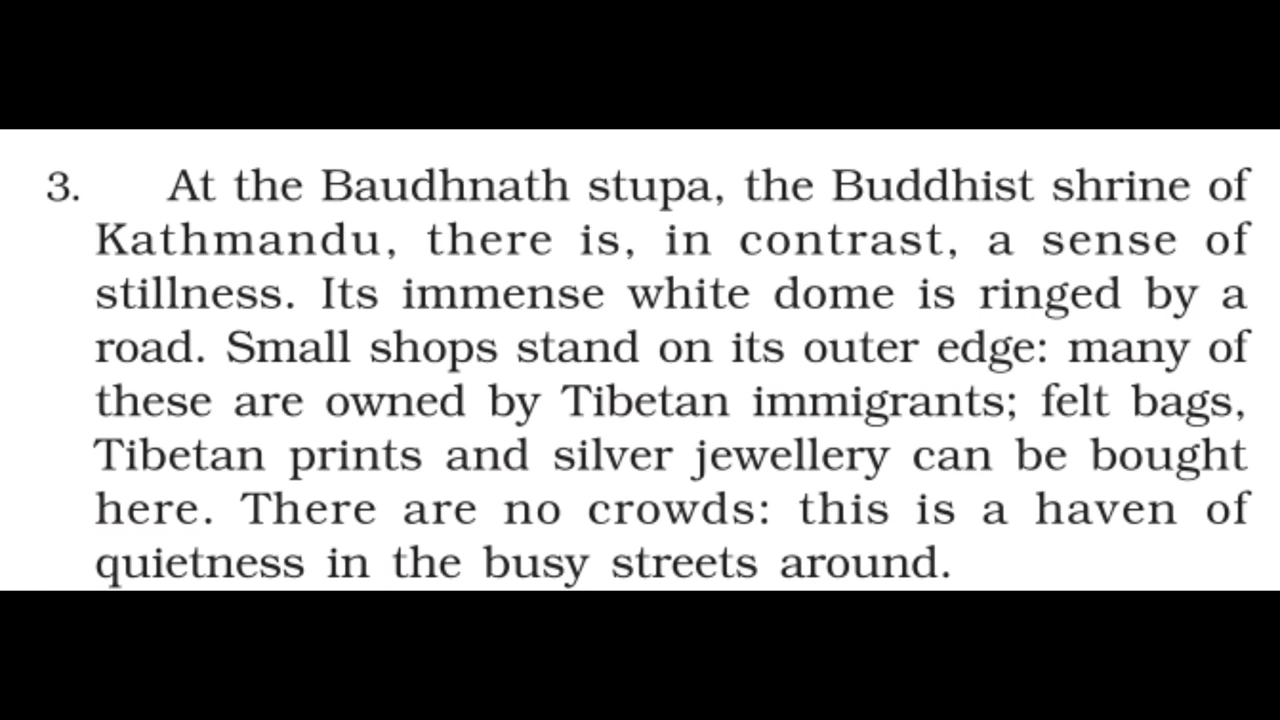 3. At the Baudhnath stupa, the Buddhist shrine of
Kathmandu, there is, in contrast, a sense of
stillness. Its immense white dome is ringed by a
road. Small shops stand on its outer edge: many of
these are owned by Tibetan immigrants; felt bags,
Tibetan prints and silver jewellery can be bought
here. There are no crowds: this is a haven of
quietness in the busy streets around.